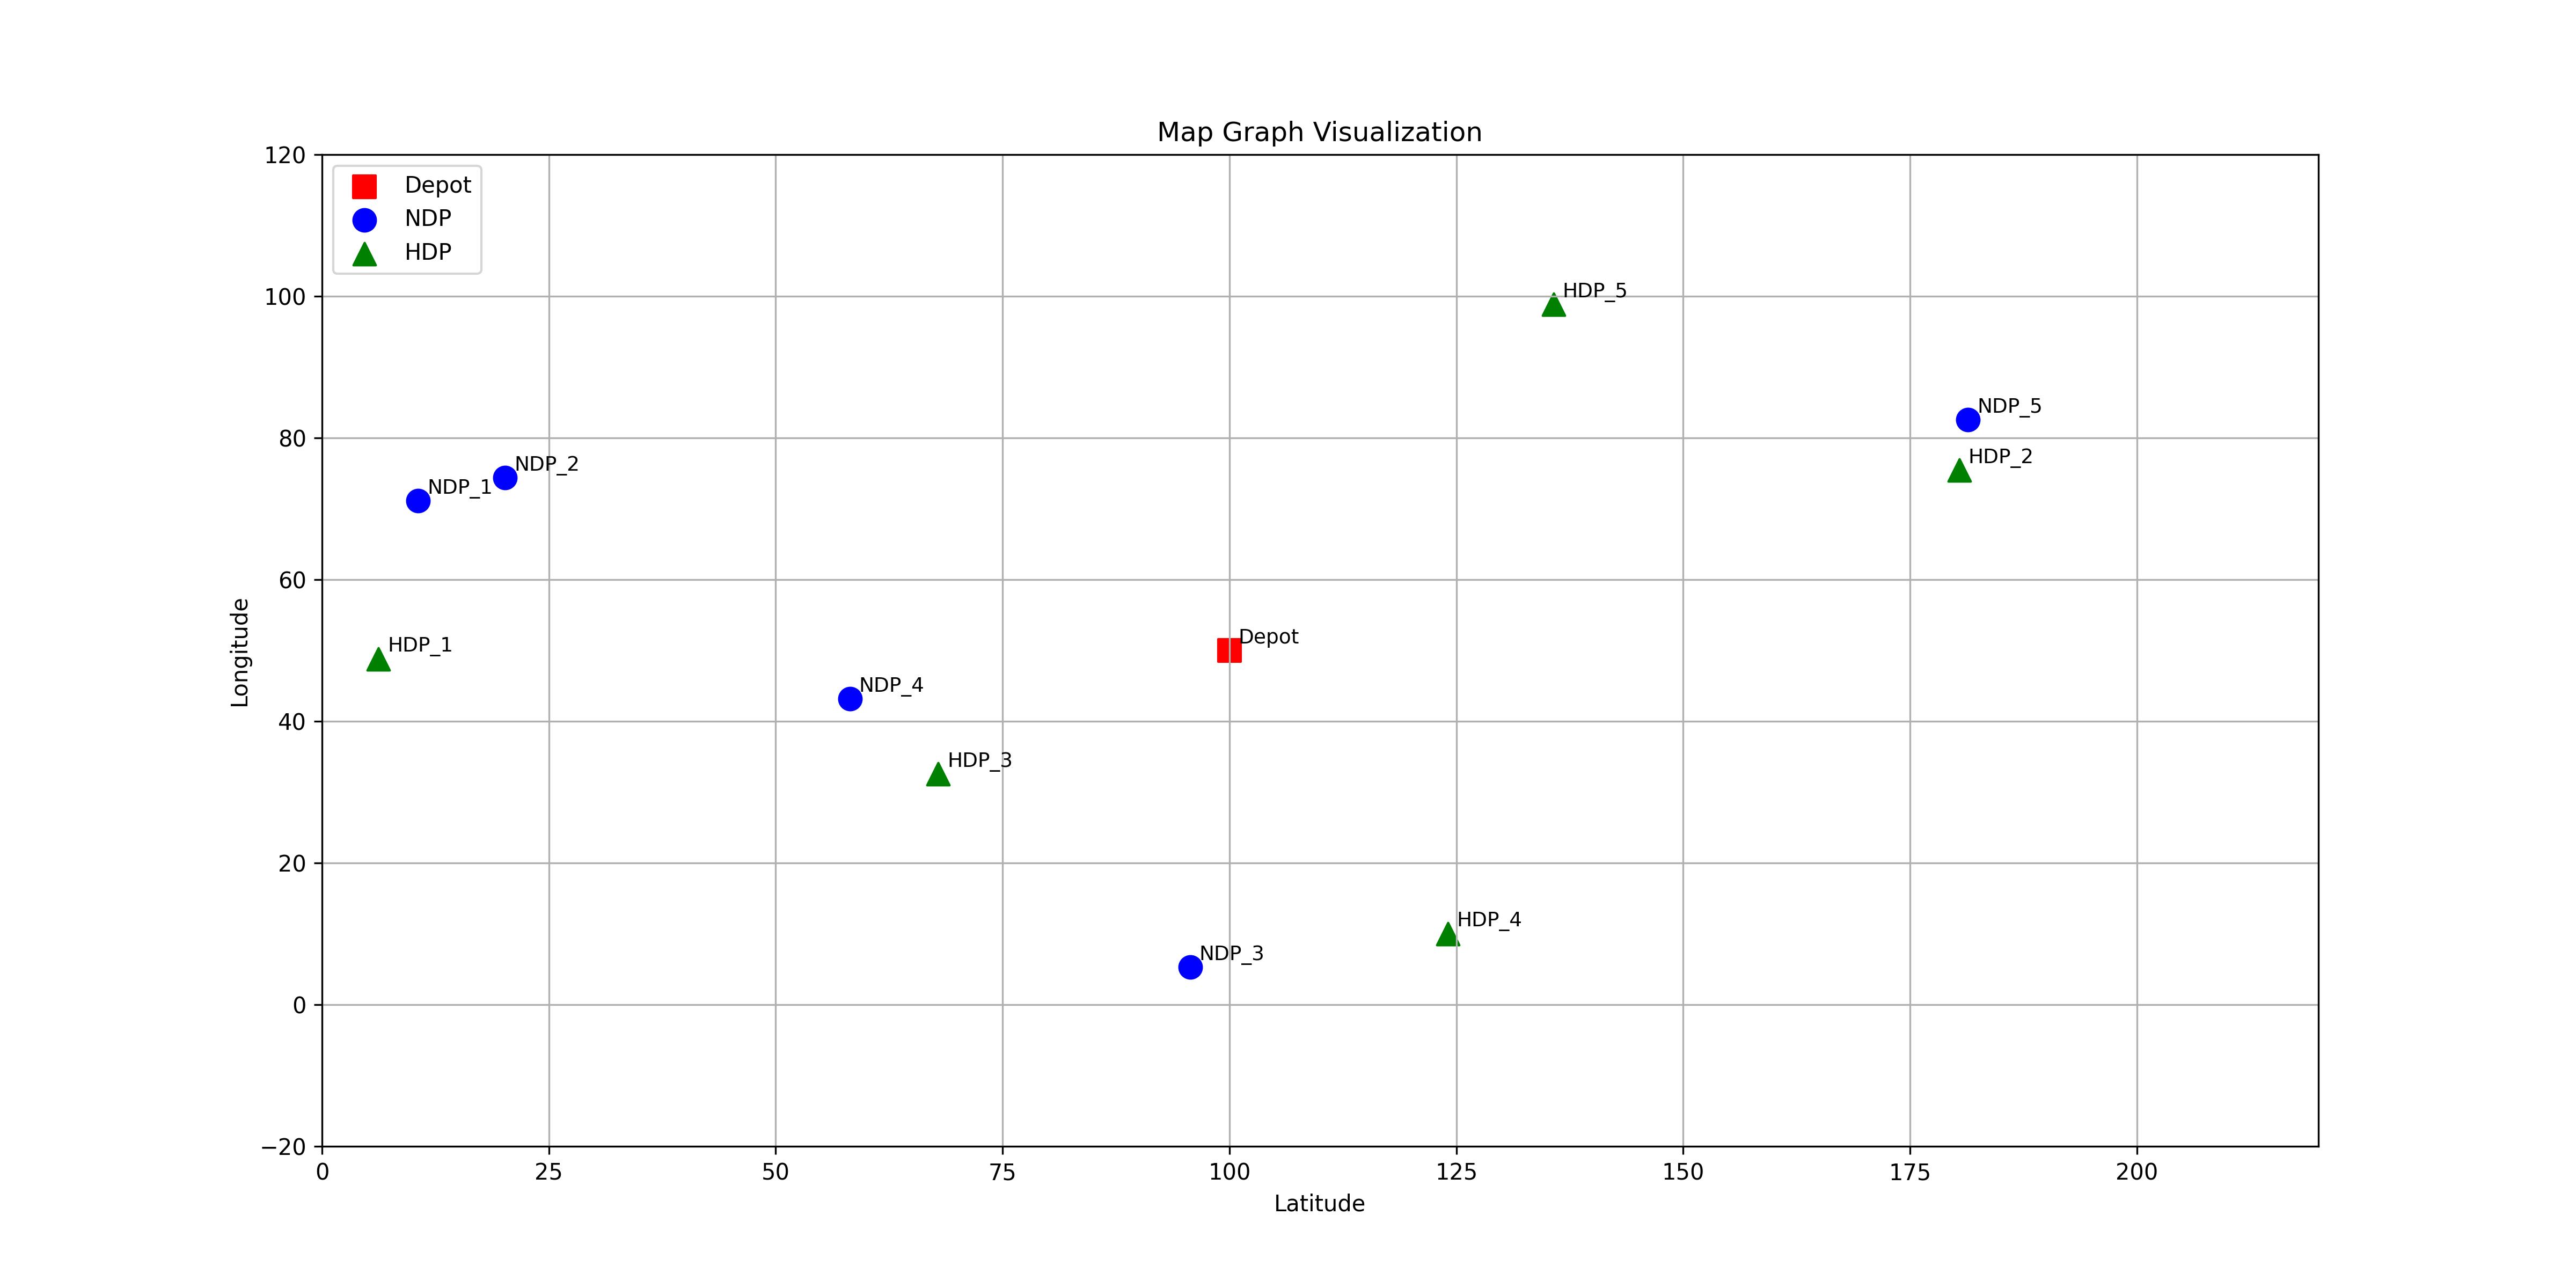 Map Graph Visualization
120
100
80
60
40
20
0
−20
Longitude
Depot
NDP
HDP
HDP_5
NDP_5
HDP_2
NDP_2
NDP_1
HDP_1
Depot
NDP_4
HDP_3
HDP_4
NDP_3
0 25 50 75 100 125 150 175 200
Latitude